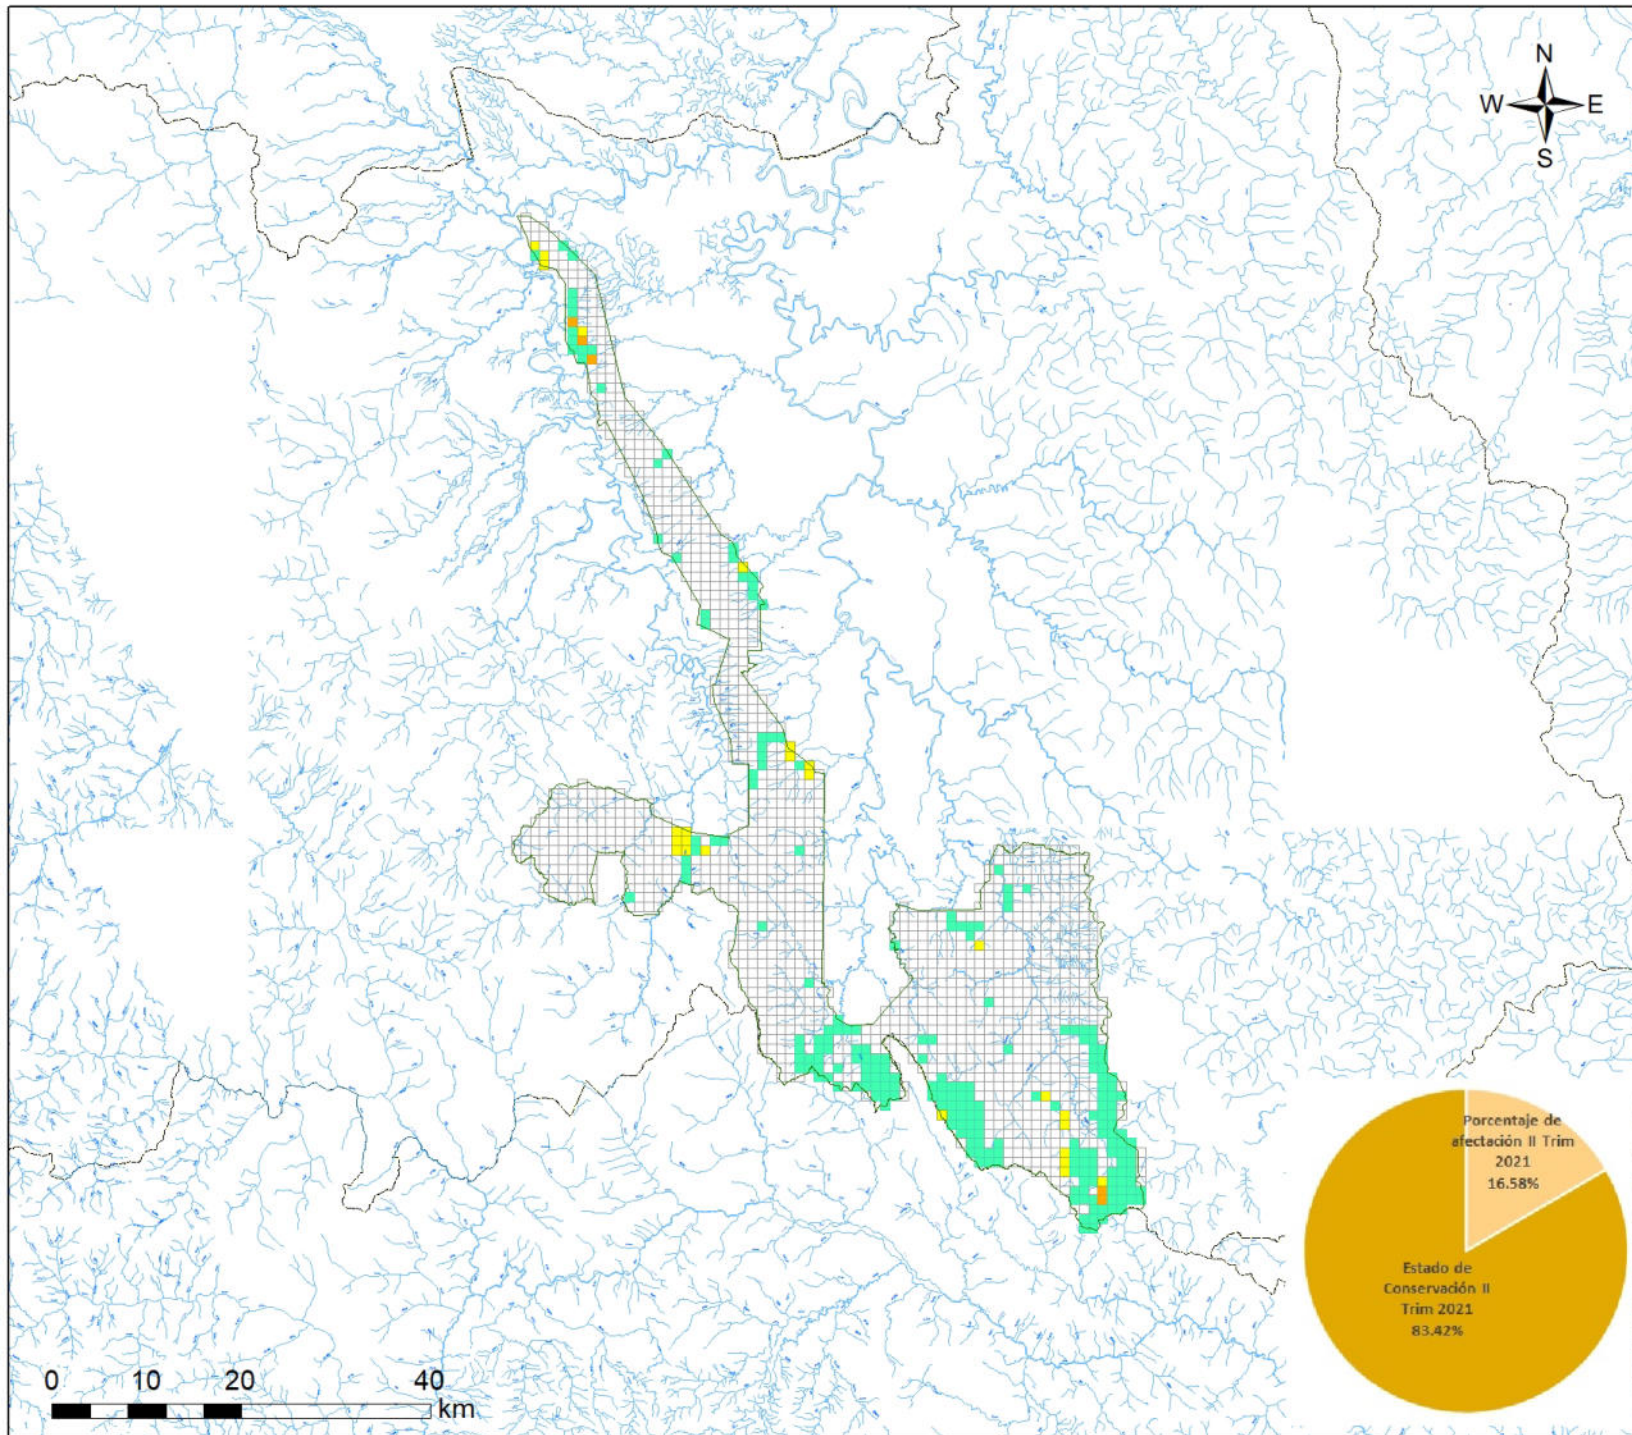 N
W E
S
Porcentaje de
afectación II Trim
2021
16.58%
Estado de
Conservación II
Trim 2021
83.42%
0 10 20 40
km